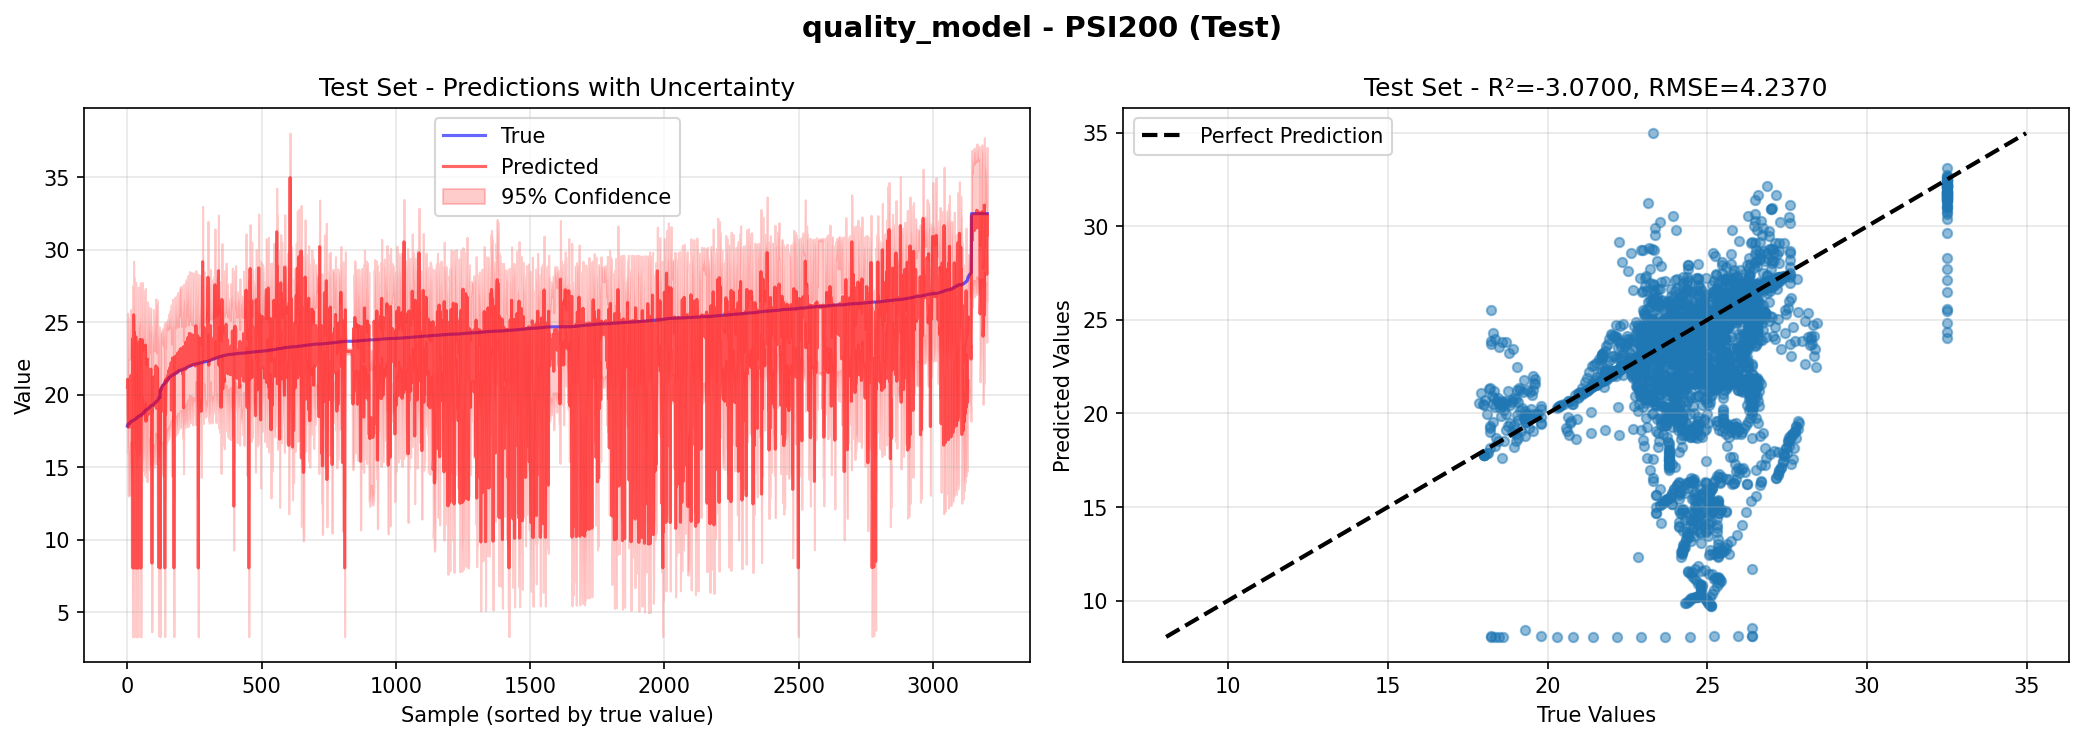 quality_model - PSI200 (Test)
Test Set - Predictions with Uncertainty
True
Predicted
95% Confidence
Value
35
30
25
20
15
10
5
0
500
1000
1500
2000
2500
3000
Sample (sorted by true value)
Test Set - R²=-3.0700, RMSE=4.2370
Perfect Prediction
Predicted Values
35
30
25
20
15
10
10
15
20
25
30
35
True Values